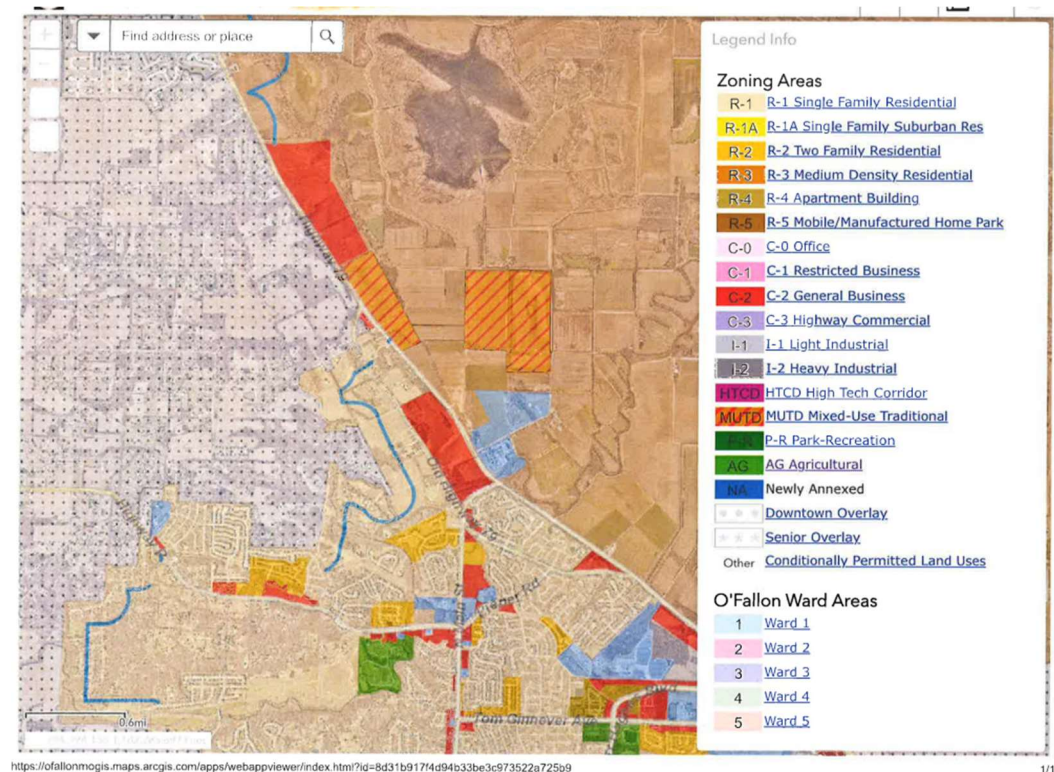 Find address or place
Legend Info
Zoning Areas
R-1 R-1 Single Family Residential
R-1A R-1A Single Family Suburban Res
R-2 R-2 Two Family Residential
R-3 R-3 Medium Density Residential
R-4 R-4 Apartment Building
R-5 R-5 Mobile/Manufactured Home Park
C-0 C-0 Office
C-1 C-1 Restricted Business
C-2 C-2 General Business
C-3 C-3 Highway Commercial
I-1 I-1 Light Industrial
I-2 I-2 Heavy Industrial
HTCD HTCD High Tech Corridor
MUTD MUTD Mixed-Use Traditional
P-R P-R Park-Recreation
AG AG Agricultural
NA Newly Annexed
Downtown Overlay
Senior Overlay
Other Conditionally Permitted Land Uses
O'Fallon Ward Areas
1 Ward 1
2 Ward 2
3 Ward 3
4 Ward 4
5 Ward 5
Tom Ginnever Ave
0.6mi
https://ofallonmogis.maps.arcgis.com/apps/webappviewer/index.html?id=8d31b917f4d94b33be3c973522a725b9
1/1